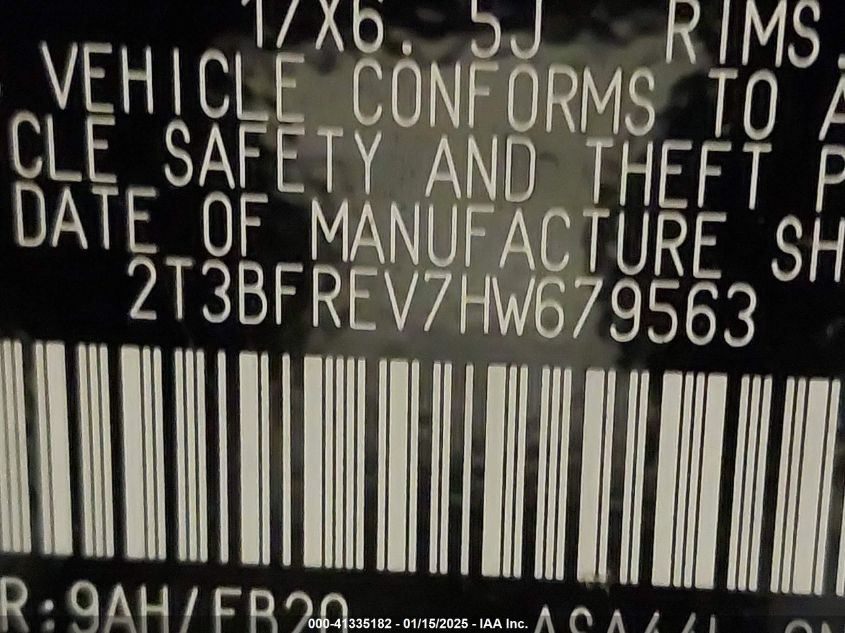 17X6.5J RIMS.
VEHICLE CONFORMS TO A
CLE SAFETY AND THEFT P
DATE OF MANUFACTURE SH
2T3BFREV7HW679563
R:9AH/FB20
000-41335182 - 01/15/2025 - IAA Inc.